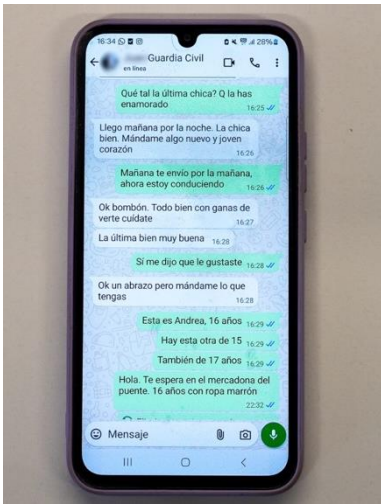 16:34
28%
Guardia Civil
en línea
Qué tal la última chica? Q la has
enamorado
16:25
Llego mañana por la noche. La chica
bien. Mándame algo nuevo y joven
corazón
16:26
Mañana te envío por la mañana,
ahora estoy conduciendo
16:26
Ok bombón. Todo bien con ganas de
verte cuídate
16:27
La última bien muy buena 16:28
Sí me dijo que le gustaste 16:28
Ok un abrazo pero mándame lo que
tengas
16:28
Esta es Andrea, 16 años 16:29
Hay esta otra de 15 16:29
También de 17 años 16:29
Hola. Te espera en el mercadona del
puente. 16 años con ropa marrón
22:32
Mensaje